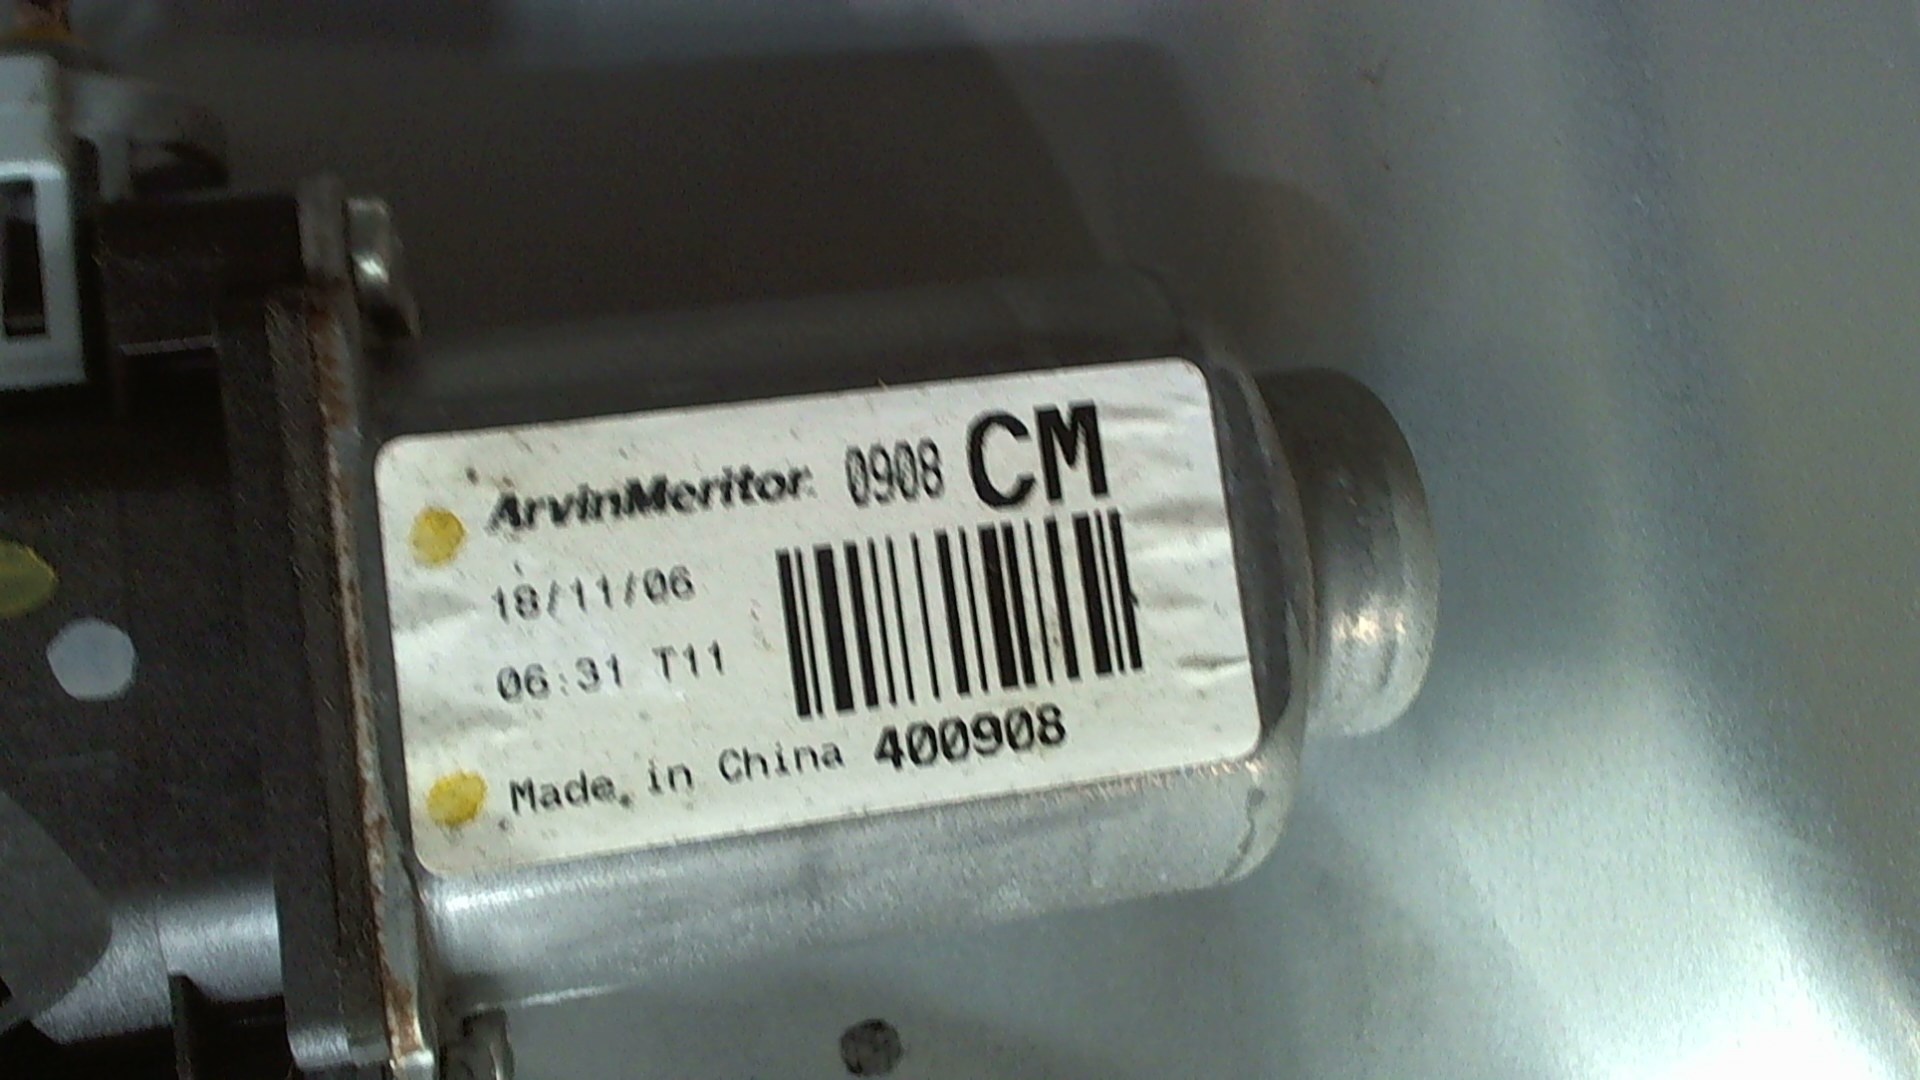 ArvinMeritor 0908 CM
18/11/06
06:31 T11
Made in China 400908